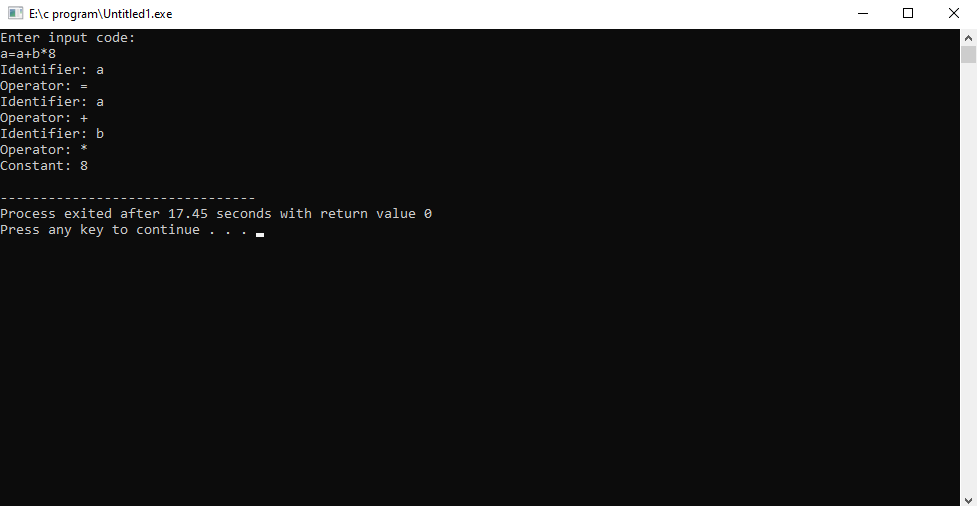 E:\c program\Untitled1.exe
Enter input code:
a=a+b*8
Identifier: a
Operator: =
Identifier: a
Operator: +
Identifier: b
Operator: *
Constant: 8
--------------------------------
Process exited after 17.45 seconds with return value 0
Press any key to continue . . .